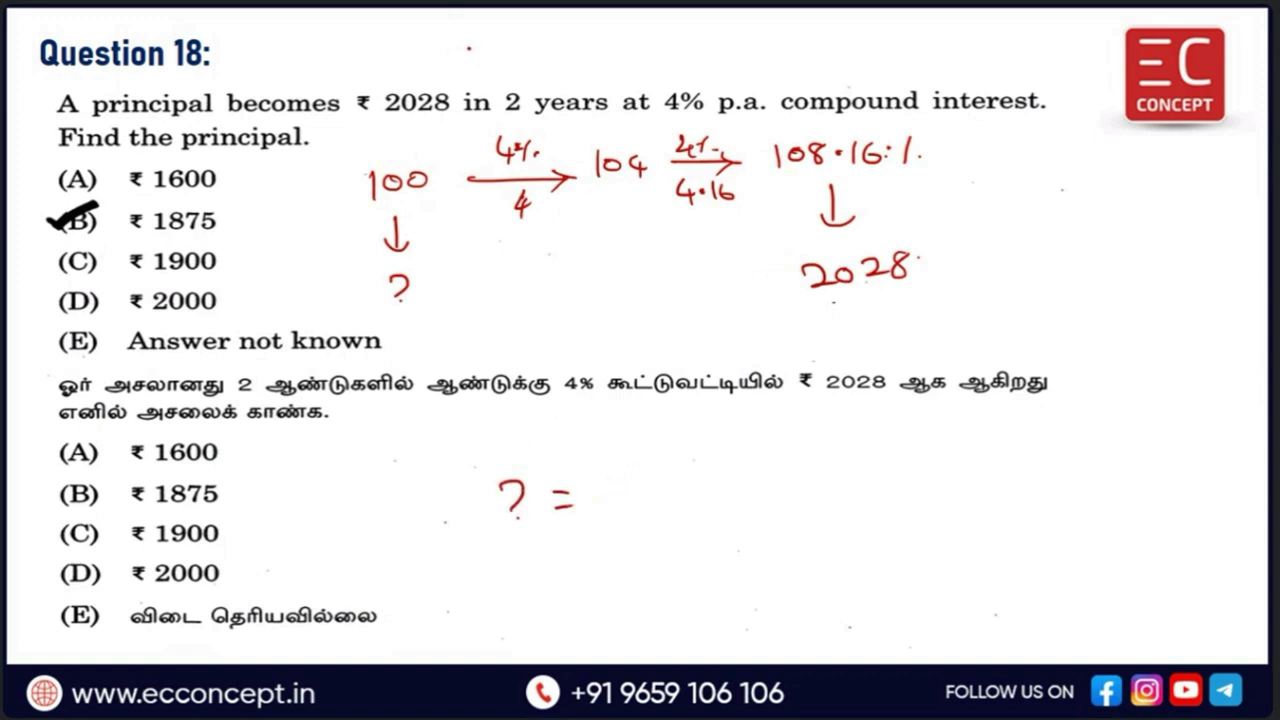 Question 18:
EC
CONCEPT
A principal becomes ₹ 2028 in 2 years at 4% p.a. compound interest.
Find the principal.
(A) ₹ 1600
(B) ₹ 1875
(C) ₹ 1900
(D) ₹ 2000
(E) Answer not known
100 4% 4 104 4% 4.16 108.16%
? 2028
ஓர் அசலானது 2 ஆண்டுகளில் ஆண்டுக்கு 4% கூட்டுவட்டியில் ₹ 2028 ஆக ஆகிறது
எனில் அசலைக் காண்க.
(A) ₹ 1600
(B) ₹ 1875
(C) ₹ 1900
(D) ₹ 2000
(E) விடை தெரியவில்லை
? =
www.ecconcept.in +91 9659 106 106 FOLLOW US ON